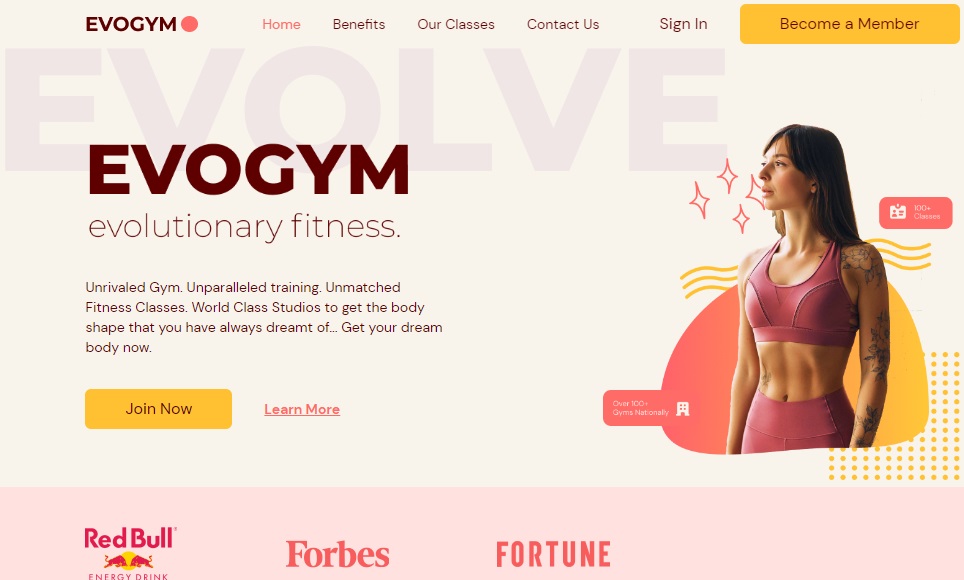 EVOGYM
Home
Benefits
Our Classes
Contact Us
Sign In
Become a Member
EVOLVE
EVOGYM
evolutionary fitness.
Unrivaled Gym. Unparalleled training. Unmatched
Fitness Classes. World Class Studios to get the body
shape that you have always dreamt of... Get your dream
body now.
Join Now
Learn More
100+
Classes
Over 100+
Gyms Nationally
Red Bull
ENERGY DRINK
Forbes
FORTUNE